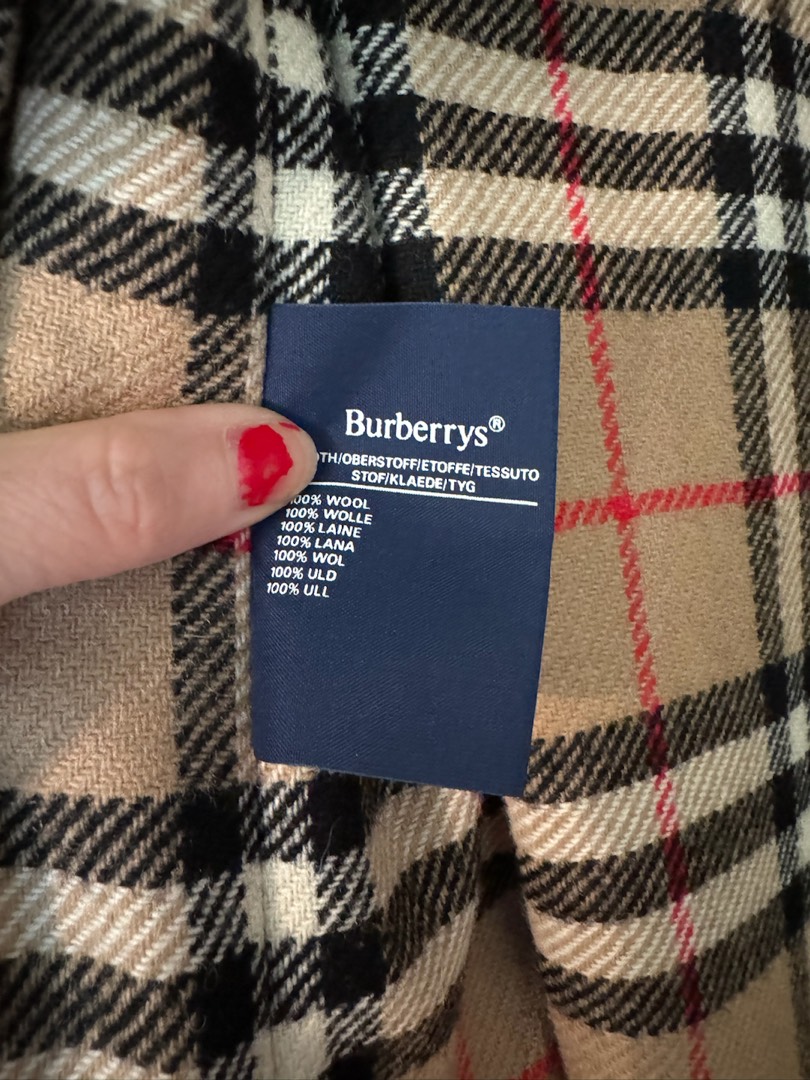 Burberrys®
/OBERSTOFF/ETOFFE/TESSUTO
STOF/KLAEDE/TYG
100% WOOL
100% WOLLE
100% LAINE
100% LANA
100% WOL
100% ULD
100% ULL